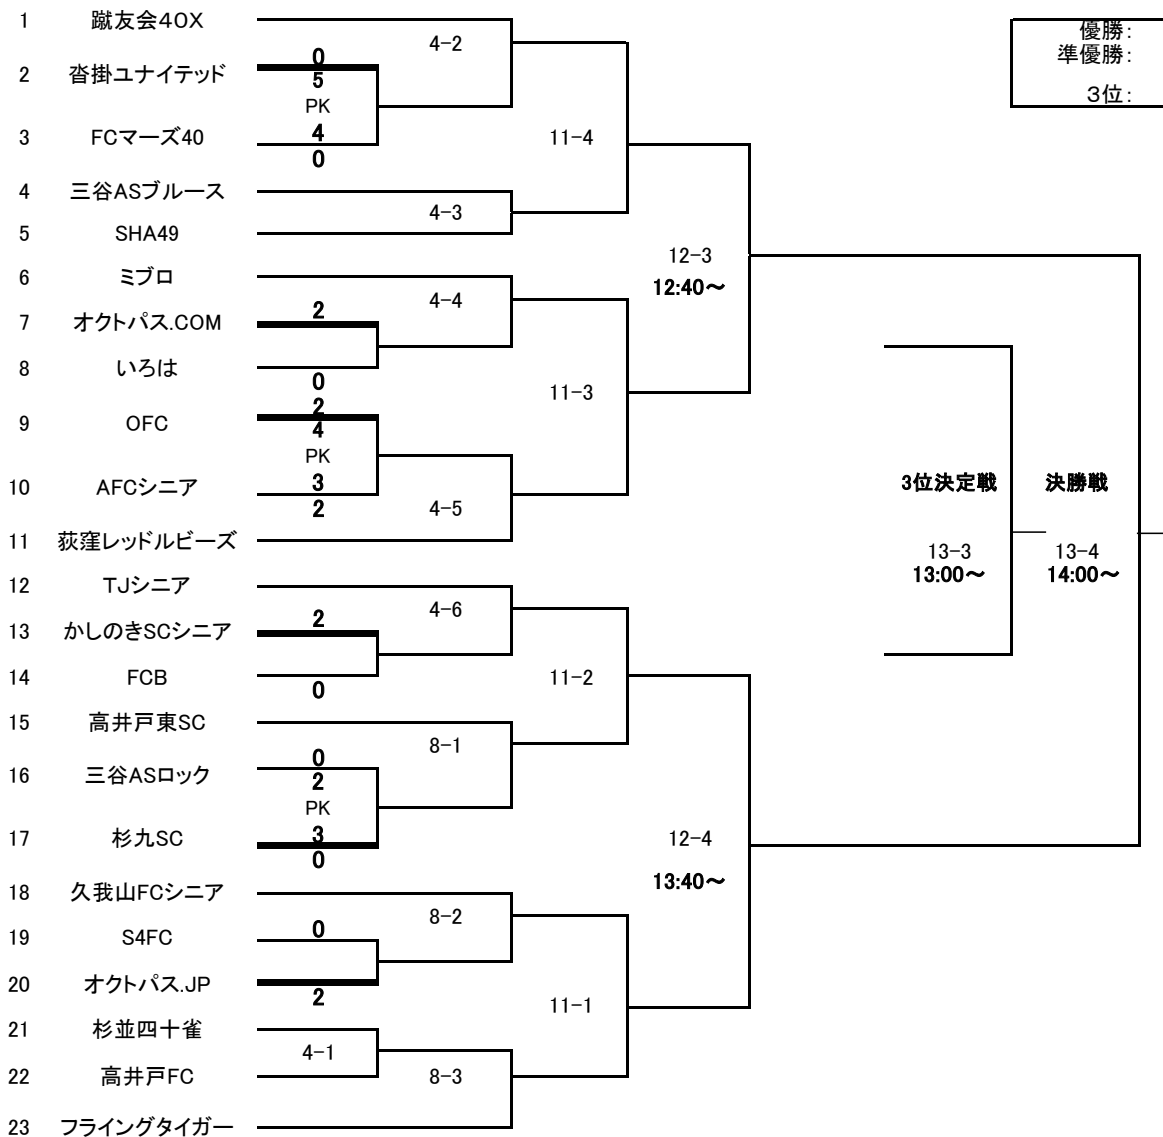 1 蹴友会40X
4-2
優勝:
準優勝:
3位:
0
2 沓掛ユナイテッド
5
PK
3 FCマーズ40
4
0
11-4
4 三谷ASブルース
4-3
5 SHA49
12-3
12:40～
6 ミブロ
4-4
7 オクトパス.COM
2
8 いろは
0
11-3
9 OFC
2
4
PK
10 AFCシニア
3
2
4-5
11 荻窪レッドルビーズ
3位決定戦
13-3
13:00～
決勝戦
13-4
14:00～
12 TJシニア
4-6
13 かしのきSCシニア
2
14 FCB
0
11-2
15 高井戸東SC
8-1
16 三谷ASロック
0
2
PK
17 杉九SC
3
0
12-4
13:40～
18 久我山FCシニア
8-2
19 S4FC
0
20 オクトパス.JP
2
11-1
21 杉並四十雀
4-1
22 高井戸FC
8-3
23 フライングタイガー